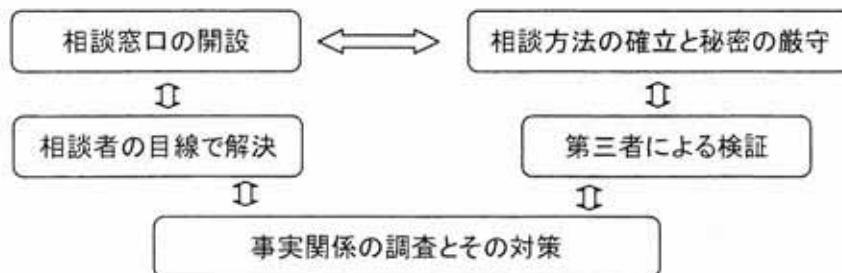 相談窓口の開設
相談方法の確立と秘密の厳守
相談者の目線で解決
第三者による検証
事実関係の調査とその対策